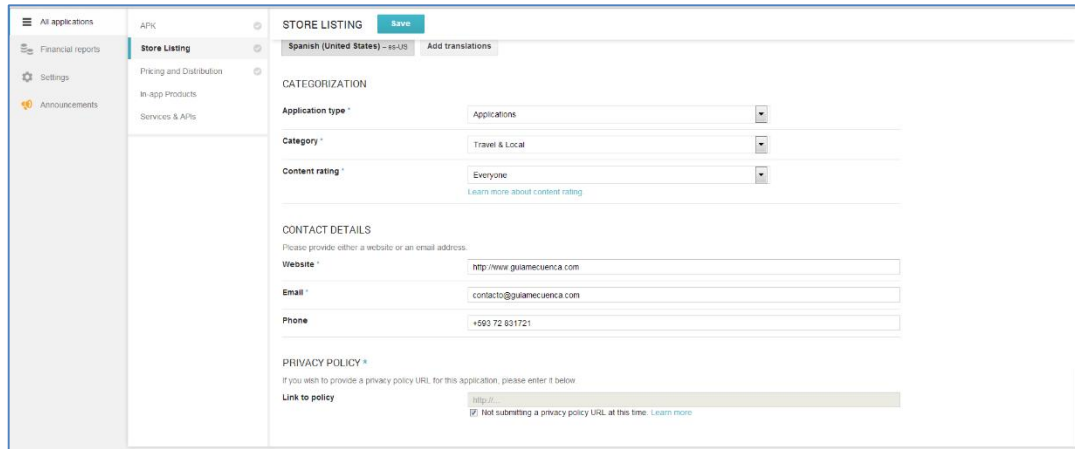 All applications
Financial reports
Settings
Announcements
APK
Store Listing
Pricing and Distribution
In-app Products
Services & APIs
STORE LISTING
Save
Spanish (United States) – es-US
Add translations
CATEGORIZATION
Application type *
Applications
Category *
Travel & Local
Content rating *
Everyone
Learn more about content rating.
CONTACT DETAILS
Please provide either a website or an email address.
Website *
http://www.guiamecuenca.com
Email *
contacto@guiamecuenca.com
Phone
+593 72 831721
PRIVACY POLICY *
If you wish to provide a privacy policy URL for this application, please enter it below.
Link to policy
http://...
Not submitting a privacy policy URL at this time. Learn more